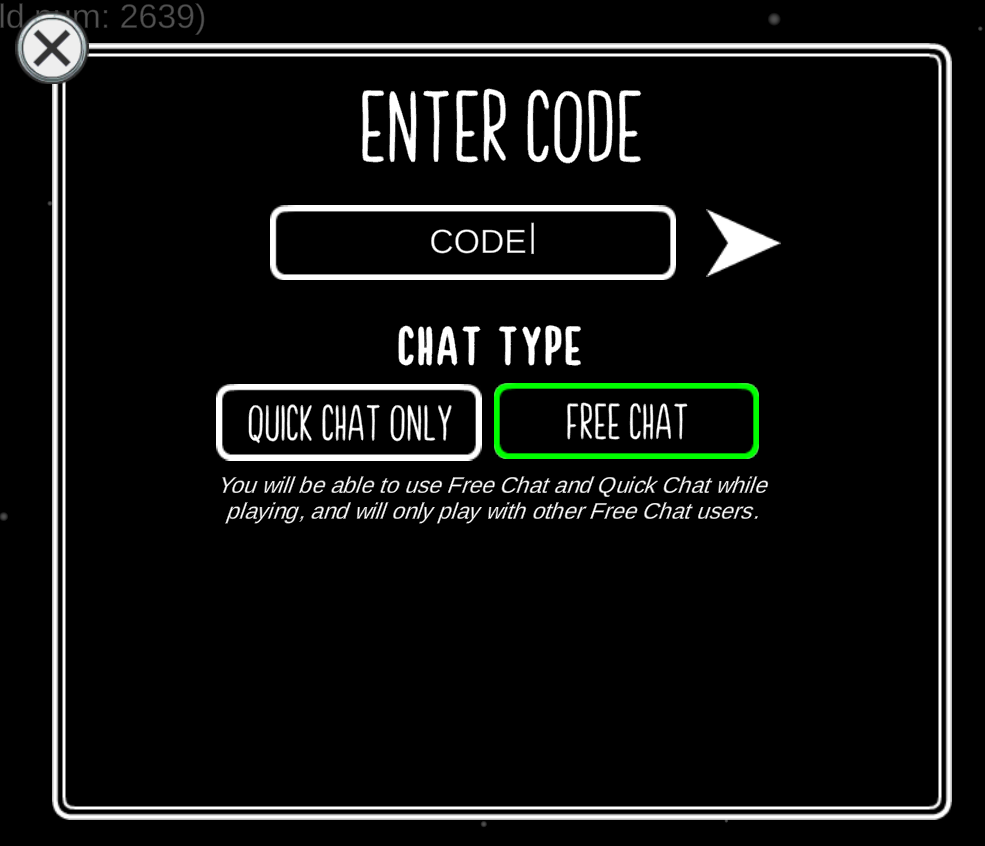 num: 2639)
ENTER CODE
CODE
CHAT TYPE
QUICK CHAT ONLY
FREE CHAT
You will be able to use Free Chat and Quick Chat while
playing, and will only play with other Free Chat users.